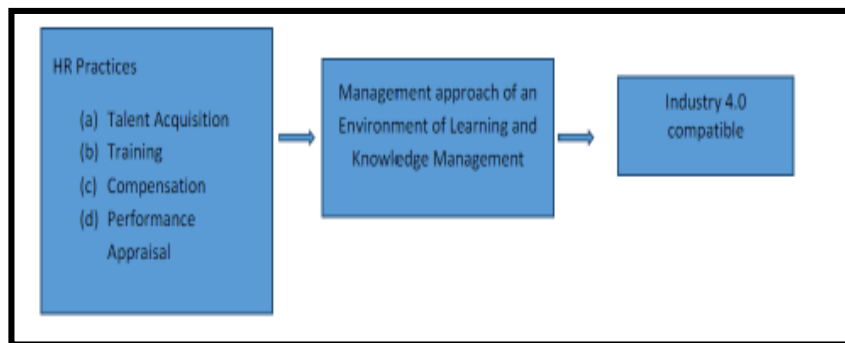 HR Practices
(a) Talent Acquisition
(b) Training
(c) Compensation
(d) Performance
Appraisal
Management approach of an
Environment of Learning and
Knowledge Management
Industry 4.0
compatible